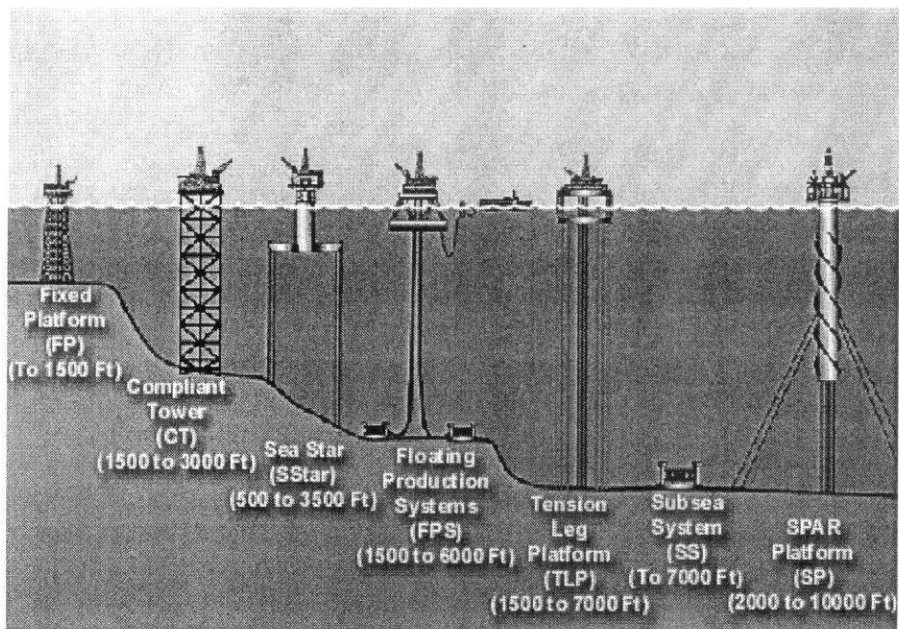 Fixed
Platform
(FP)
(To 1500 Ft)
Compliant
Tower
(CT)
(1500 to 3000 Ft)
Sea Star
(SStar)
(500 to 3500 Ft)
Floating
Production
Systems
(FPS)
(1500 to 6000 Ft)
Tension
Leg
Platform
(TLP)
(1500 to 7000 Ft)
Subsea
System
(SS)
(To 7000 Ft)
SPAR
Platform
(SP)
(2000 to 10000 Ft)